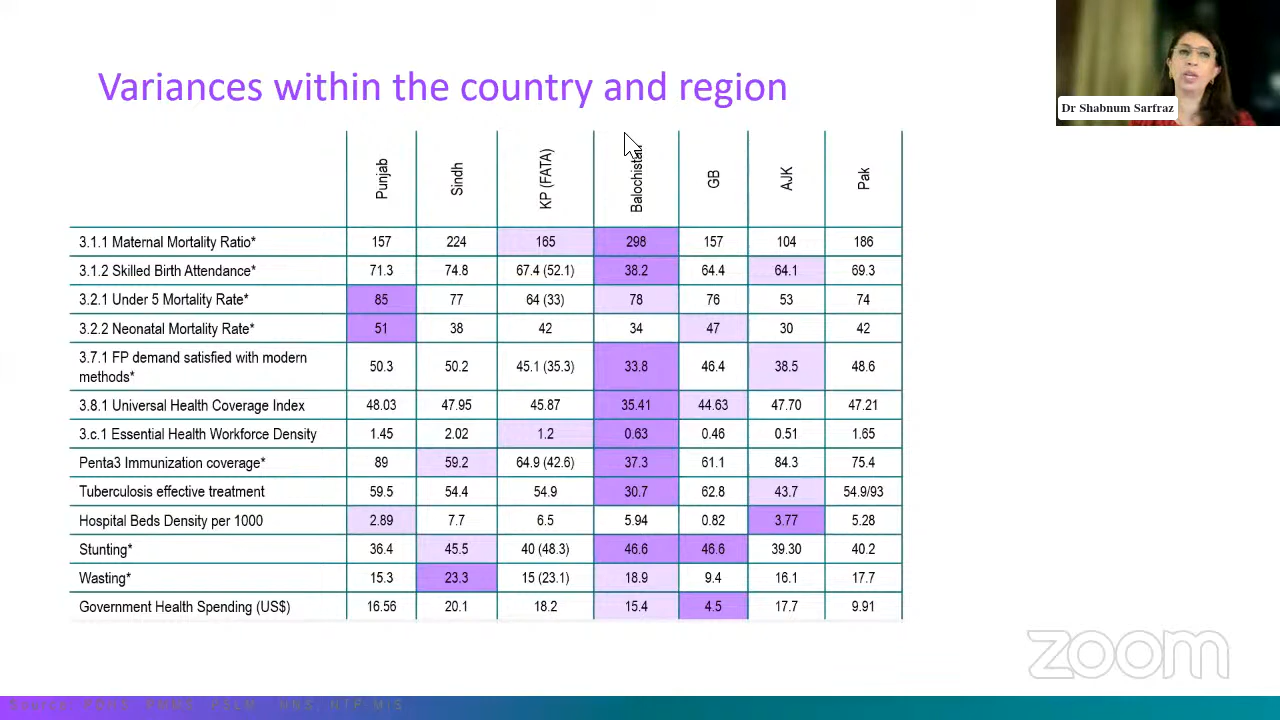 Variances within the country and region
Dr Shabnum Sarfraz
Punjab Sindh KP (FATA) Balochistan GB AJK Pak
3.1.1 Maternal Mortality Ratio* 157 224 165 298 157 104 186
3.1.2 Skilled Birth Attendance* 71.3 74.8 67.4 (52.1) 38.2 64.4 64.1 69.3
3.2.1 Under 5 Mortality Rate* 85 77 64 (33) 78 76 53 74
3.2.2 Neonatal Mortality Rate* 51 38 42 34 47 30 42
3.7.1 FP demand satisfied with modern
methods* 50.3 50.2 45.1 (35.3) 33.8 46.4 38.5 48.6
3.8.1 Universal Health Coverage Index 48.03 47.95 45.87 35.41 44.63 47.70 47.21
3.c.1 Essential Health Workforce Density 1.45 2.02 1.2 0.63 0.46 0.51 1.65
Penta3 Immunization coverage* 89 59.2 64.9 (42.6) 37.3 61.1 84.3 75.4
Tuberculosis effective treatment 59.5 54.4 54.9 30.7 62.8 43.7 54.9/93
Hospital Beds Density per 1000 2.89 7.7 6.5 5.94 0.82 3.77 5.28
Stunting* 36.4 45.5 40 (48.3) 46.6 46.6 39.30 40.2
Wasting* 15.3 23.3 15 (23.1) 18.9 9.4 16.1 17.7
Government Health Spending (US$) 16.56 20.1 18.2 15.4 4.5 17.7 9.91
zoom
Source: NNS, NTP MIS